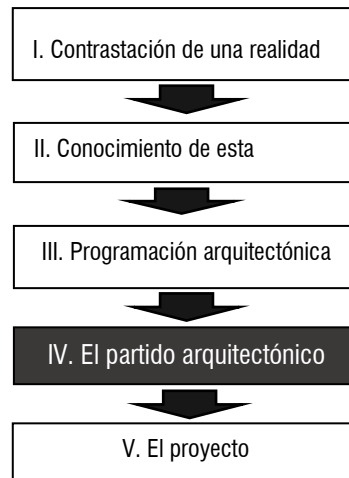 I. Contrastación de una realidad
II. Conocimiento de esta
III. Programación arquitectónica
IV. El partido arquitectónico
V. El proyecto